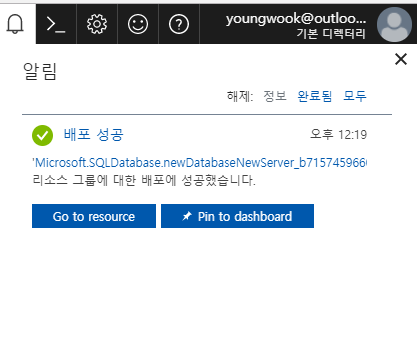 youngwook@outloo...
기본 디렉터리
알림
해제: 정보 완료됨 모두
배포 성공 오후 12:19
'Microsoft.SQLDatabase.newDatabaseNewServer_b715745966
리소스 그룹에 대한 배포에 성공했습니다.
Go to resource Pin to dashboard